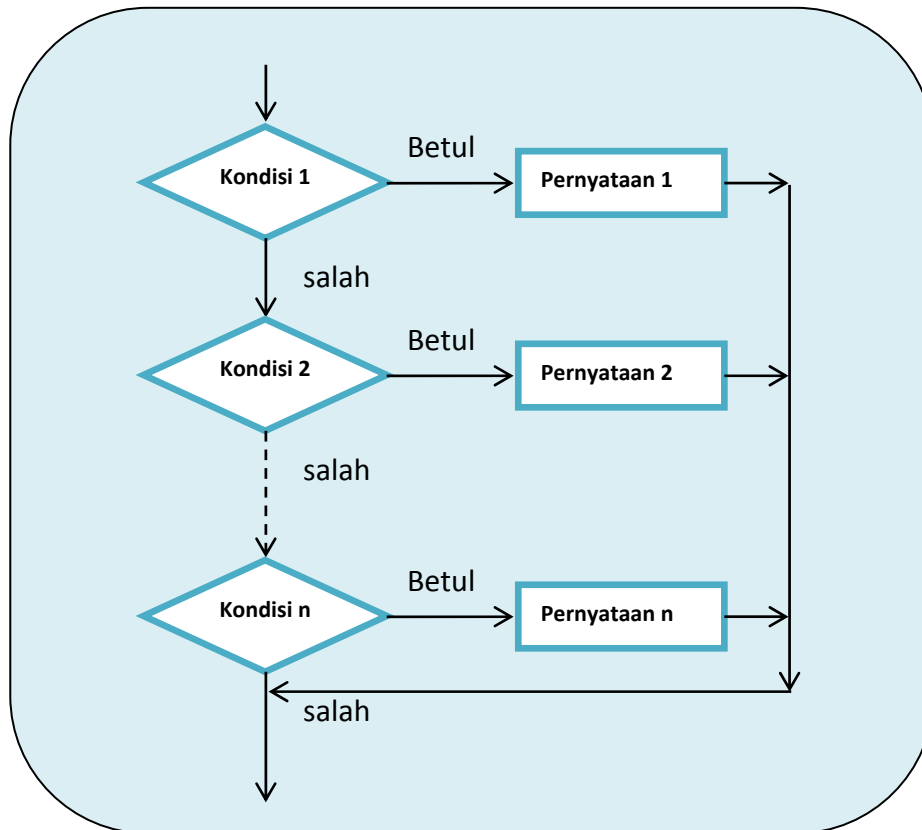 Betul
Kondisi 1
Pernyataan 1
salah
Betul
Kondisi 2
Pernyataan 2
salah
Betul
Kondisi n
Pernyataan n
salah